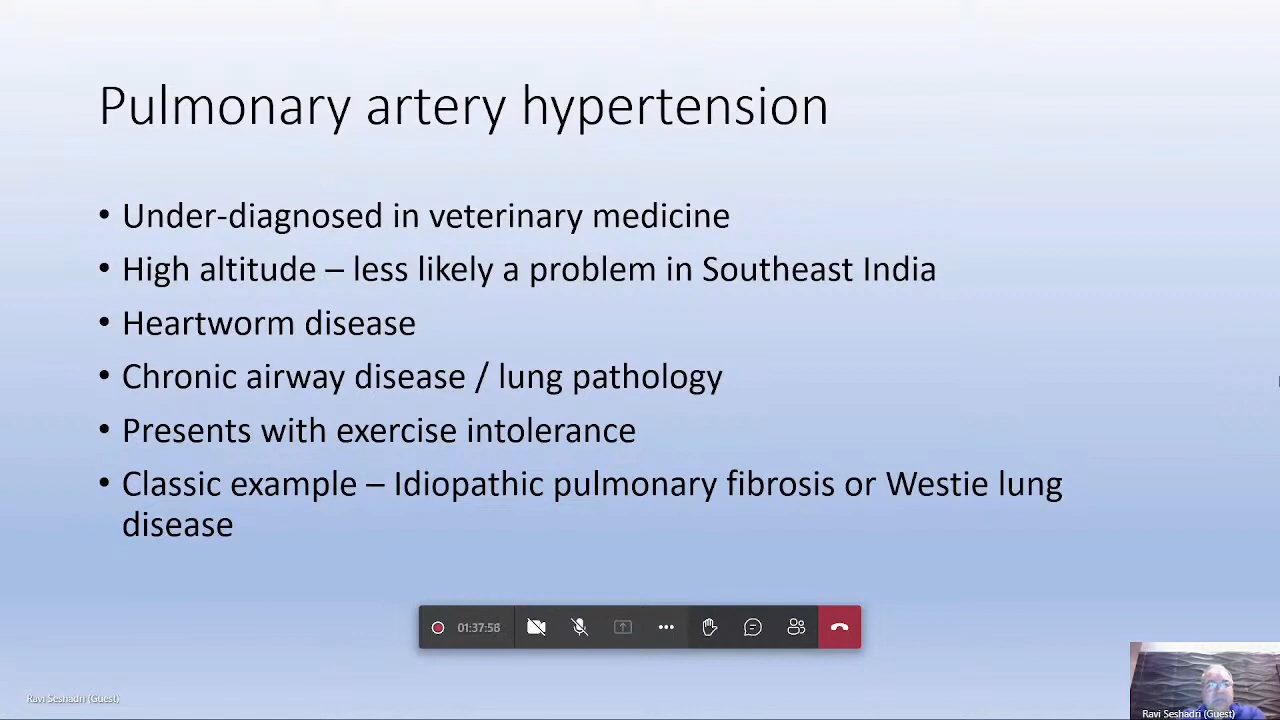 Pulmonary artery hypertension
• Under-diagnosed in veterinary medicine
• High altitude – less likely a problem in Southeast India
• Heartworm disease
• Chronic airway disease / lung pathology
• Presents with exercise intolerance
• Classic example – Idiopathic pulmonary fibrosis or Westie lung
disease
01:37:58
Ravi Seshadri (Guest)
Ravi Seshadri (Guest)